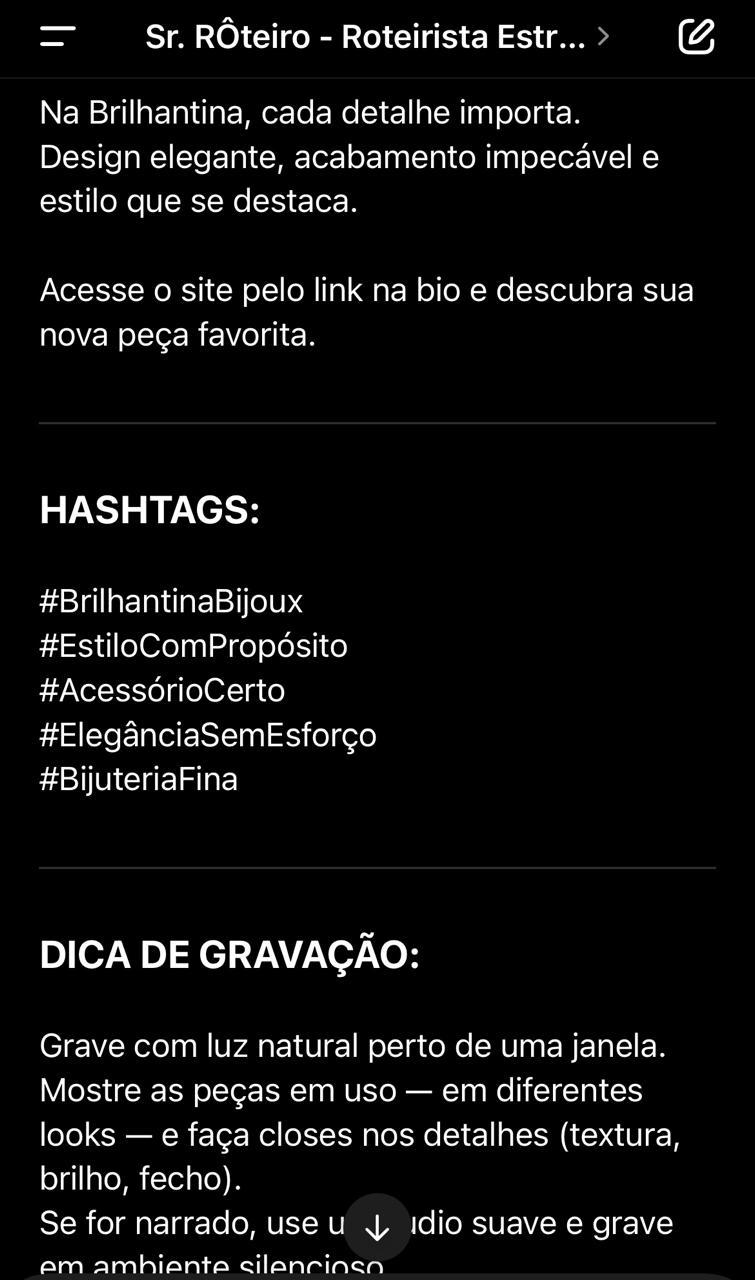 Sr. RÔteiro - Roteirista Estr...
Na Brilhantina, cada detalhe importa.
Design elegante, acabamento impecável e
estilo que se destaca.
Acesse o site pelo link na bio e descubra sua
nova peça favorita.
HASHTAGS:
#BrilhantinaBijoux
#EstiloComPropósito
#AcessórioCerto
#ElegânciaSemEsforço
#BijuteriaFina
DICA DE GRAVAÇÃO:
Grave com luz natural perto de uma janela.
Mostre as peças em uso — em diferentes
looks — e faça closes nos detalhes (textura,
brilho, fecho).
Se for narrado, use suave e grave
em ambiente silencioso